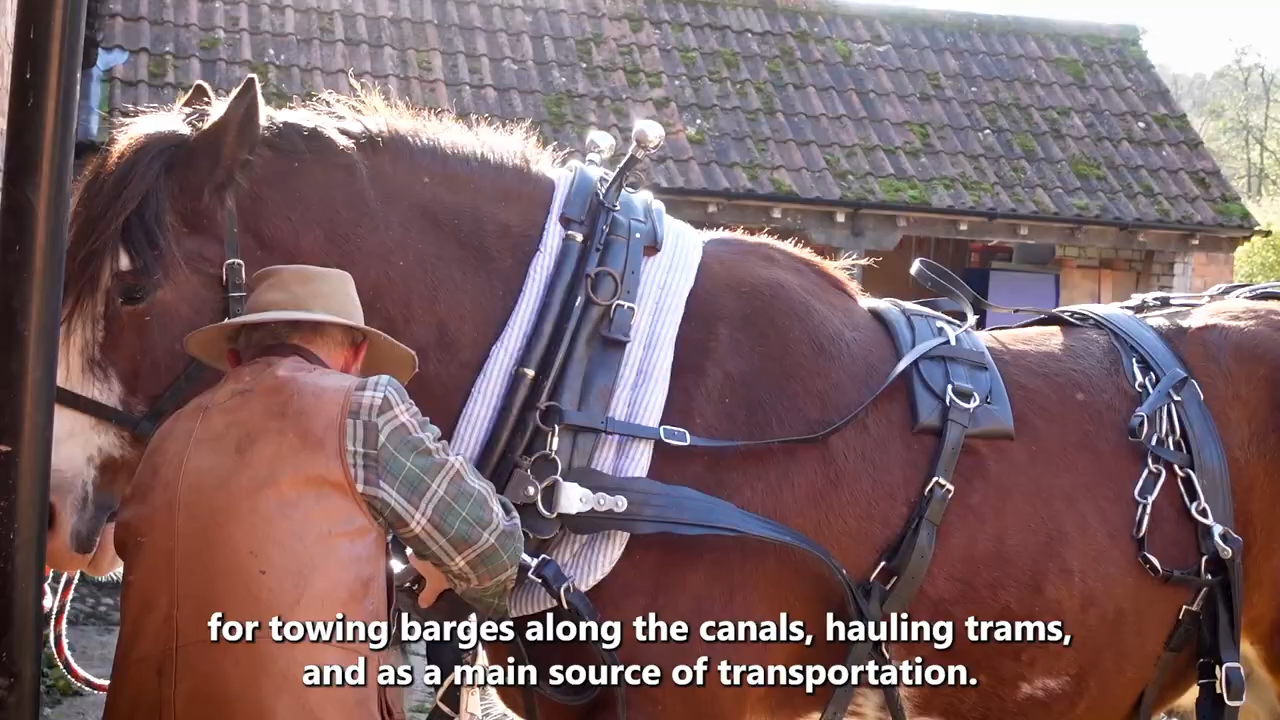 for towing barges along the canals, hauling trams,
and as a main source of transportation.